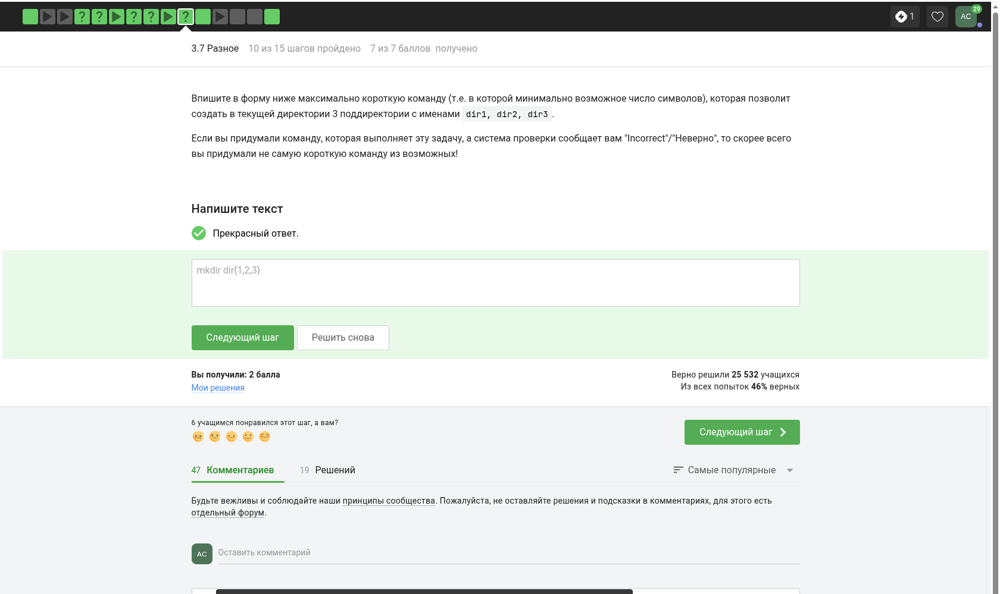 ? ? ? ? ?
1
AC
29
3.7 Разное 10 из 15 шагов пройдено 7 из 7 баллов получено
Впишите в форму ниже максимально короткую команду (т.е. в которой минимально возможное число символов), которая позволит
создать в текущей директории 3 поддиректории с именами dir1, dir2, dir3.
Если вы придумали команду, которая выполняет эту задачу, а система проверки сообщает вам "Incorrect"/"Неверно", то скорее всего
вы придумали не самую короткую команду из возможных!
Напишите текст
Прекрасный ответ.
mkdir dir{1,2,3}
Следующий шаг Решить снова
Вы получили: 2 балла
Мои решения
Верно решили 25 532 учащихся
Из всех попыток 46% верных
6 учащимся понравился этот шаг, а вам?
Следующий шаг
47 Комментариев 19 Решений Самые популярные
Будьте вежливы и соблюдайте наши принципы сообщества. Пожалуйста, не оставляйте решения и подсказки в комментариях, для этого есть
отдельный форум.
AC Оставить комментарий